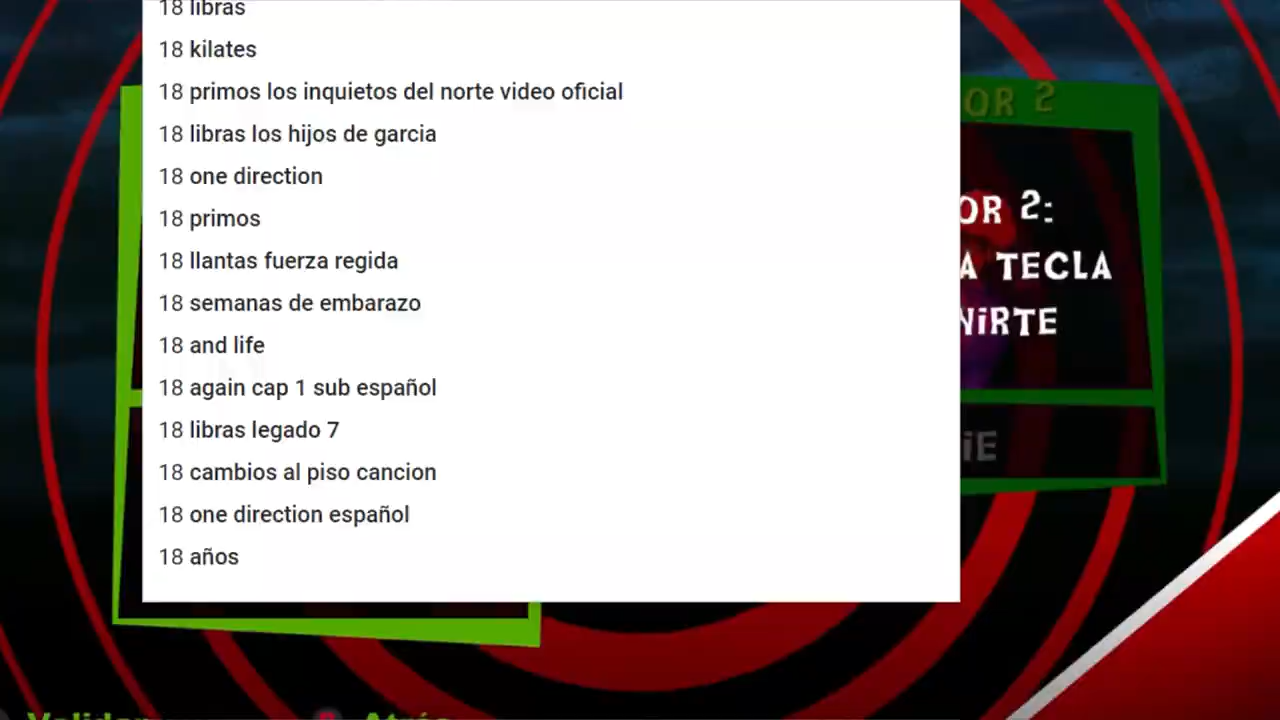 18 libras
18 kilates
18 primos los inquietos del norte video oficial
18 libras los hijos de garcia
18 one direction
18 primos
18 llantas fuerza regida
18 semanas de embarazo
18 and life
18 again cap 1 sub español
18 libras legado 7
18 cambios al piso cancion
18 one direction español
18 años
OR 2
OR 2:
A TECLA
NiRTE
iE
Validar
Atrás